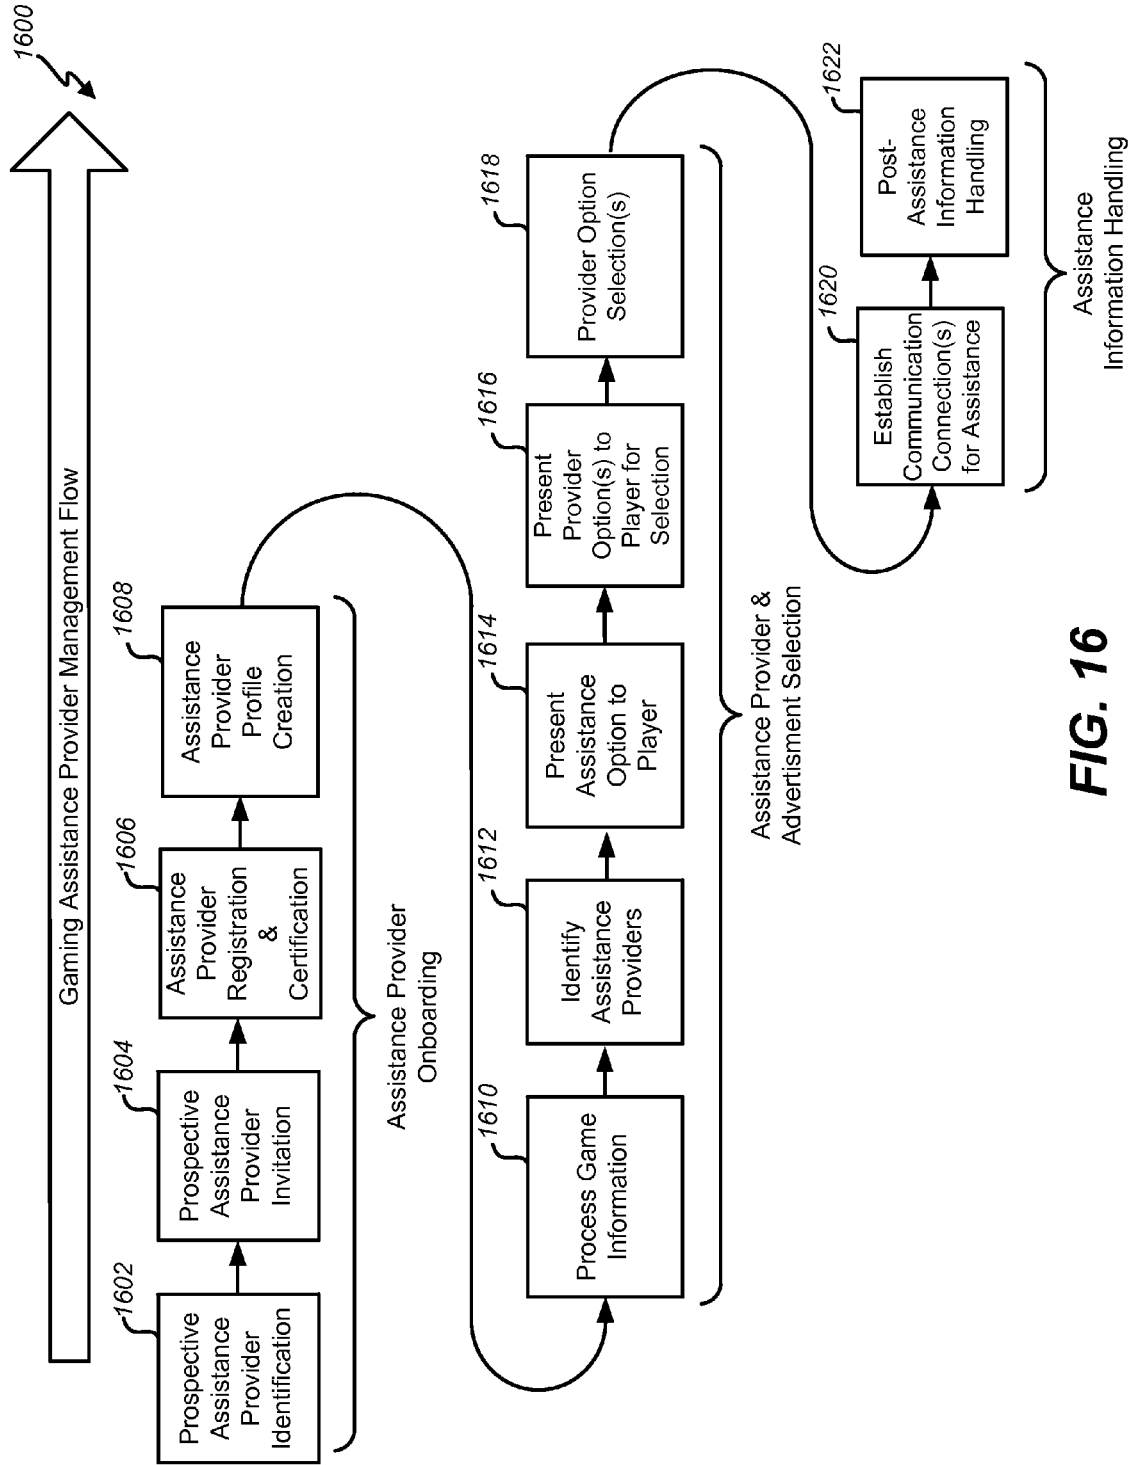 1600
Gaming Assistance Provider Management Flow
1602
Prospective
Assistance
Provider
Identification
1604
Prospective
Assistance
Provider
Invitation
1606
Assistance
Provider
Registration
&
Certification
1608
Assistance
Provider
Profile
Creation
Assistance Provider
Onboarding
1610
Process Game
Information
1612
Identify
Assistance
Providers
1614
Present
Assistance
Option to
Player
1616
Present
Provider
Option(s) to
Player for
Selection
1618
Provider Option
Selection(s)
Assistance Provider &
Advertisment Selection
1620
Establish
Communication
Connection(s)
for Assistance
1622
Post-
Assistance
Information
Handling
Assistance
Information Handling
FIG. 16